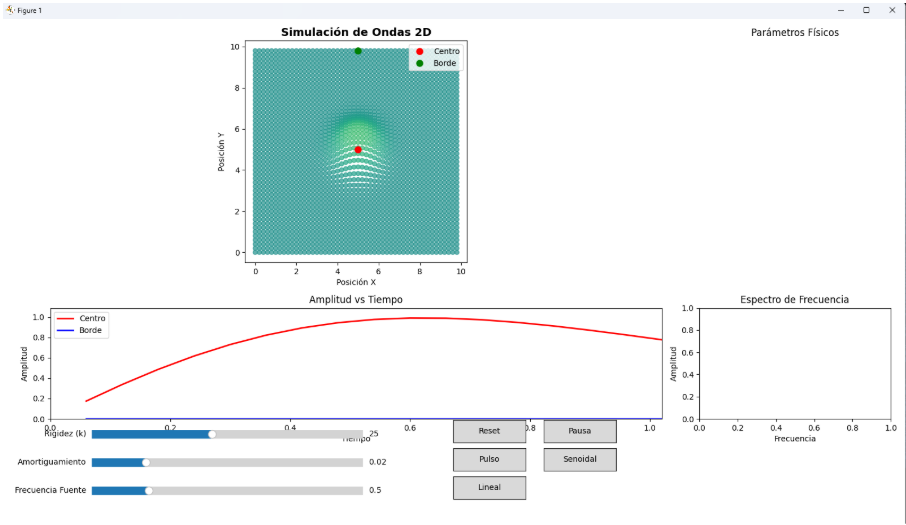 Figure 1
Simulación de Ondas 2D
Parámetros Físicos
Centro
Borde
10
8
6
4
2
0
Posición Y
0 2 4 6 8 10
Posición X
Amplitud vs Tiempo
Centro
Borde
1.0
0.8
0.6
0.4
0.2
0.0
Amplitud
0.0 0.2 0.4 0.6 0.8 1.0
Tiempo
Espectro de Frecuencia
1.0
0.8
0.6
0.4
0.2
0.0
Amplitud
0.0 0.2 0.4 0.6 0.8 1.0
Frecuencia
Rigidez (k) 25
Amortiguamiento 0.02
Frecuencia Fuente 0.5
Reset Pausa
Pulso Senoidal
Lineal